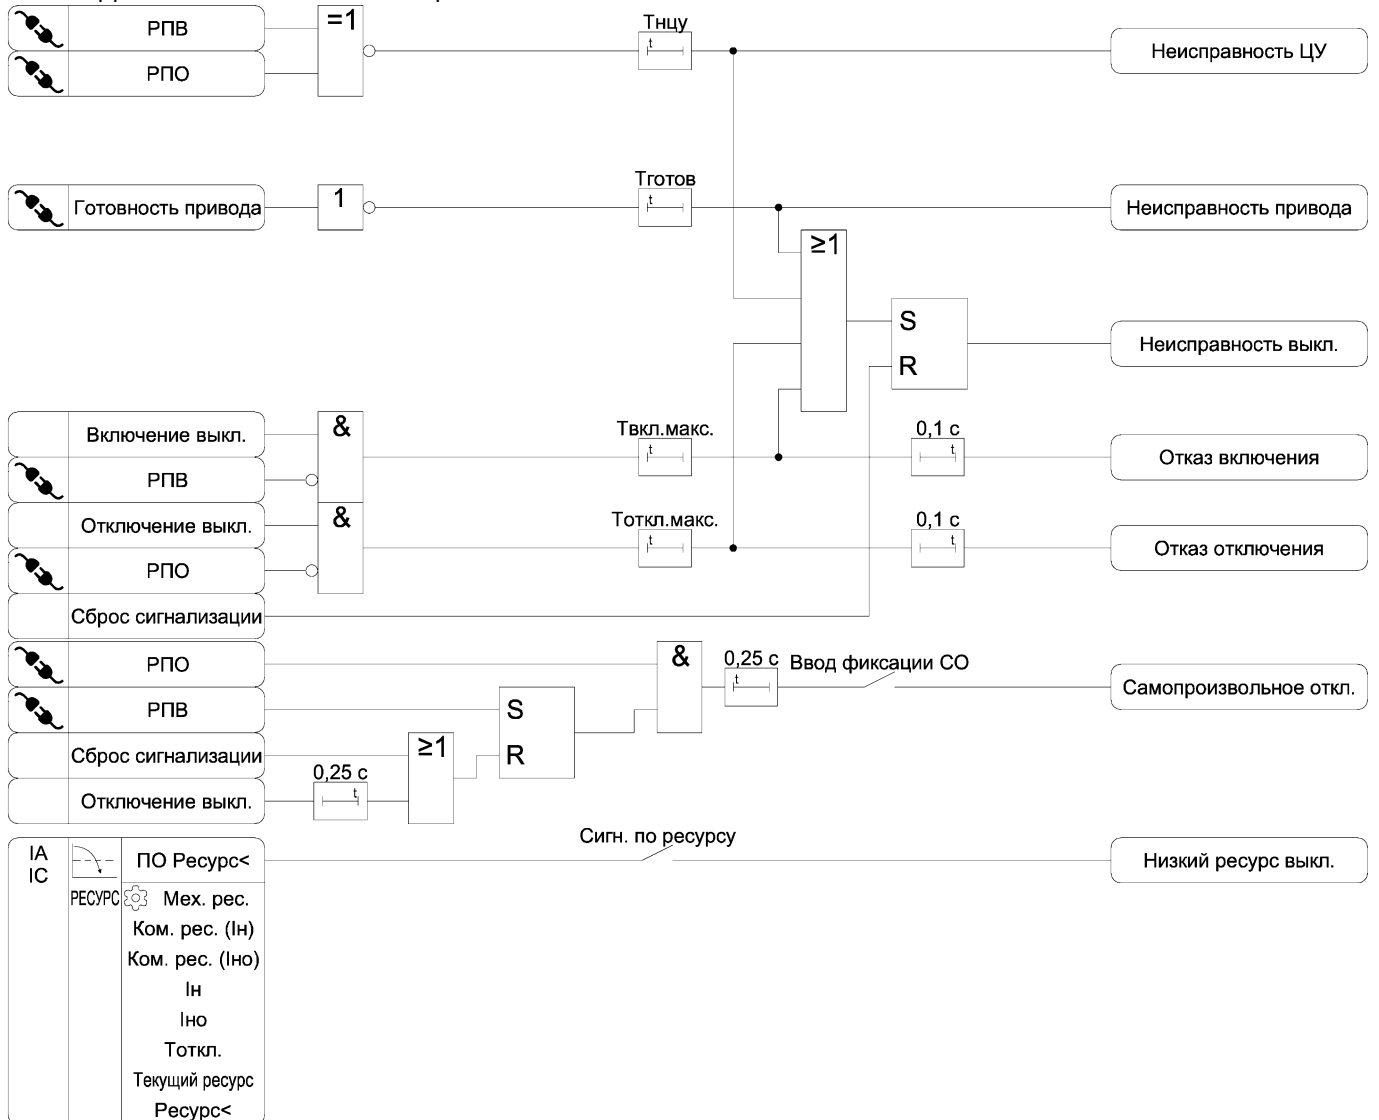 РПВ
=1
Тнцу
t
Неисправность ЦУ
РПО
Готовность привода
1
Тготов
t
Неисправность привода
≥1
S
R
Неисправность выкл.
Включение выкл.
&
Твкл.макс.
t
0,1 с
t
Отказ включения
РПВ
Отключение выкл.
&
Тоткл.макс.
t
0,1 с
t
Отказ отключения
РПО
Сброс сигнализации
РПО
&
0,25 с
t
Ввод фиксации СО
Самопроизвольное откл.
РПВ
S
R
Сброс сигнализации
≥1
Отключение выкл.
0,25 с
t
IA
IC
ПО Ресурс<
Сигн. по ресурсу
Низкий ресурс выкл.
РЕСУРС
Мех. рес.
Ком. рес. (Iн)
Ком. рес. (Iно)
Iн
Iно
Тоткл.
Текущий ресурс
Ресурс<